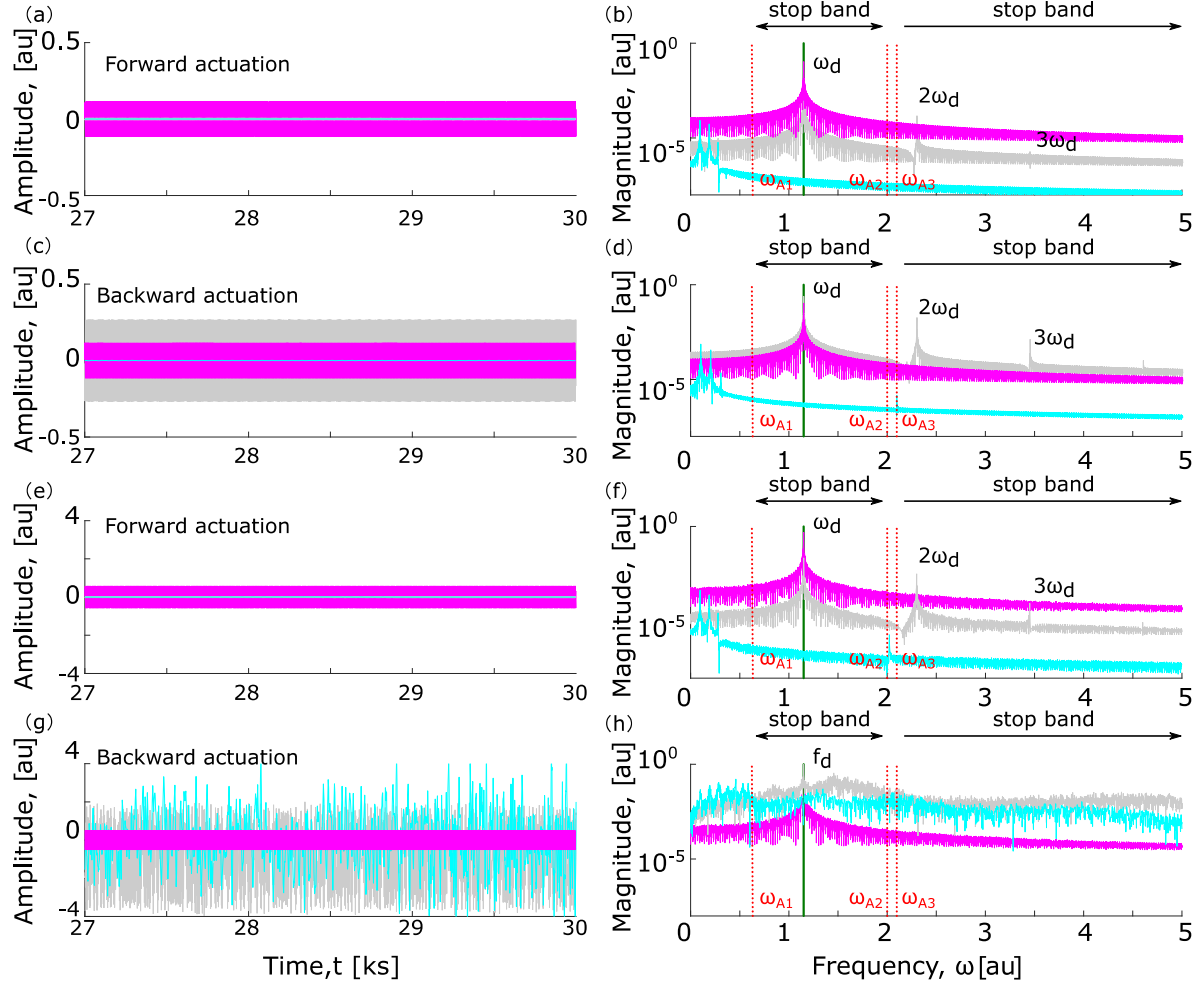 (a)
Amplitude, [au]
0.5
0
-0.5
Forward actuation
27
28
29
30
(b)
stop band
stop band
Magnitude, [au]
10^0
10^-5
ω_d
2ω_d
3ω_d
ω_A1
ω_A2
ω_A3
0
1
2
3
4
5
(c)
Amplitude, [au]
0.5
0
-0.5
Backward actuation
27
28
29
30
(d)
stop band
stop band
Magnitude, [au]
10^0
10^-5
ω_d
2ω_d
3ω_d
ω_A1
ω_A2
ω_A3
0
1
2
3
4
5
(e)
Amplitude, [au]
4
0
-4
Forward actuation
27
28
29
30
(f)
stop band
stop band
Magnitude, [au]
10^0
10^-5
ω_d
2ω_d
3ω_d
ω_A1
ω_A2
ω_A3
0
1
2
3
4
5
(g)
Amplitude, [au]
4
0
-4
Backward actuation
27
28
29
30
Time,t [ks]
(h)
stop band
stop band
Magnitude, [au]
10^0
10^-5
f_d
ω_A1
ω_A2
ω_A3
0
1
2
3
4
5
Frequency, ω[au]